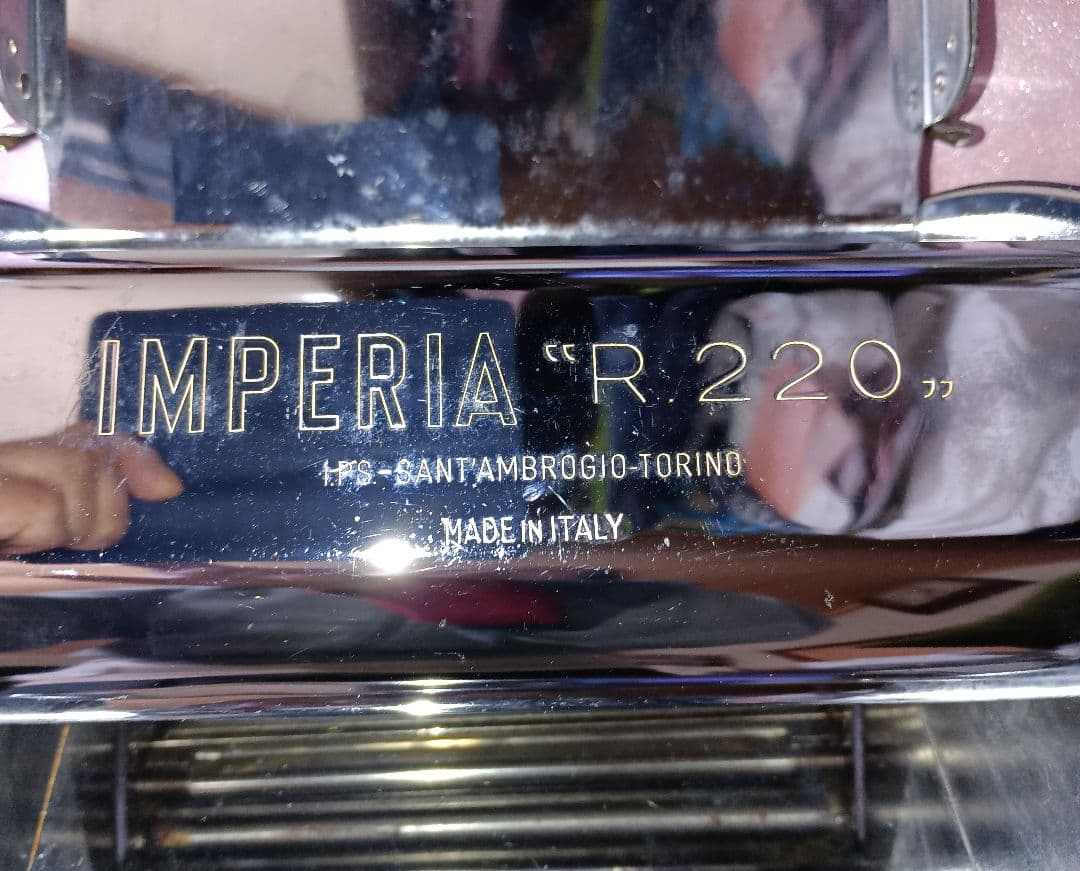 IMPERIA “R.220„
I.P.S-SANT'AMBROGIO-TORINO
MADE IN ITALY